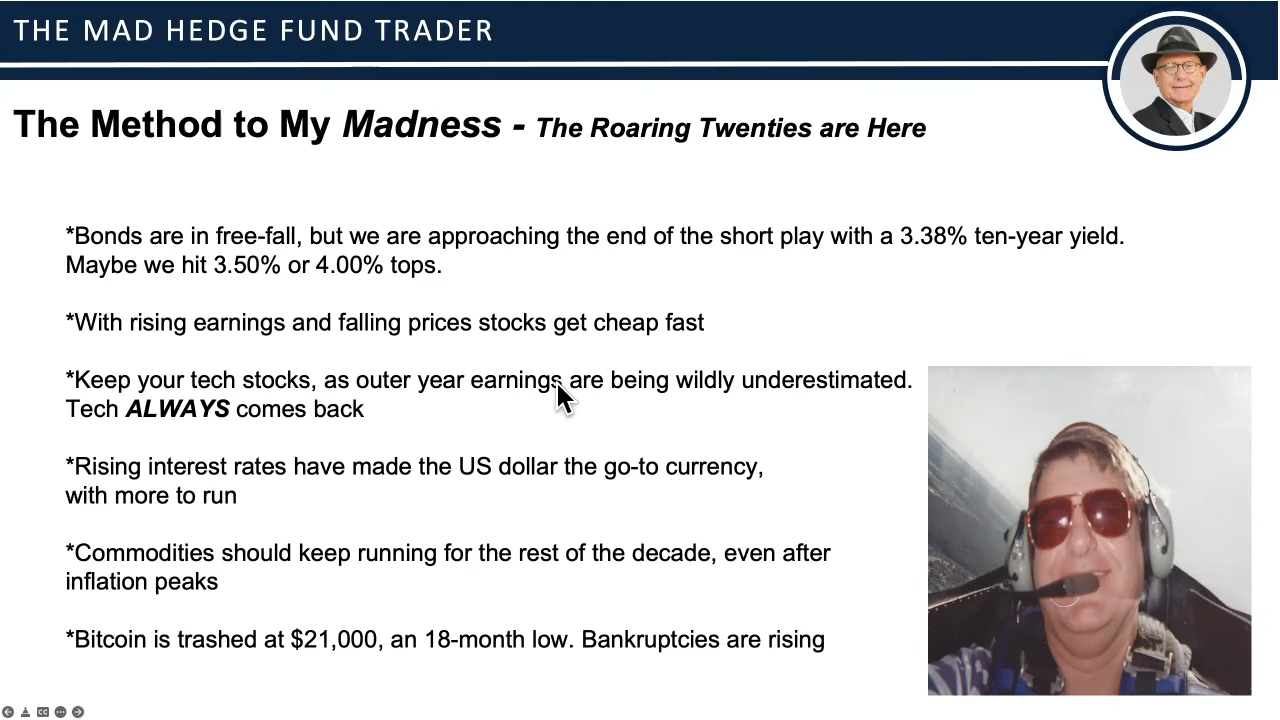 THE MAD HEDGE FUND TRADER
The Method to My Madness - The Roaring Twenties are Here
*Bonds are in free-fall, but we are approaching the end of the short play with a 3.38% ten-year yield.
Maybe we hit 3.50% or 4.00% tops.
*With rising earnings and falling prices stocks get cheap fast
*Keep your tech stocks, as outer year earnings are being wildly underestimated.
Tech ALWAYS comes back
*Rising interest rates have made the US dollar the go-to currency,
with more to run
*Commodities should keep running for the rest of the decade, even after
inflation peaks
*Bitcoin is trashed at $21,000, an 18-month low. Bankruptcies are rising
CC